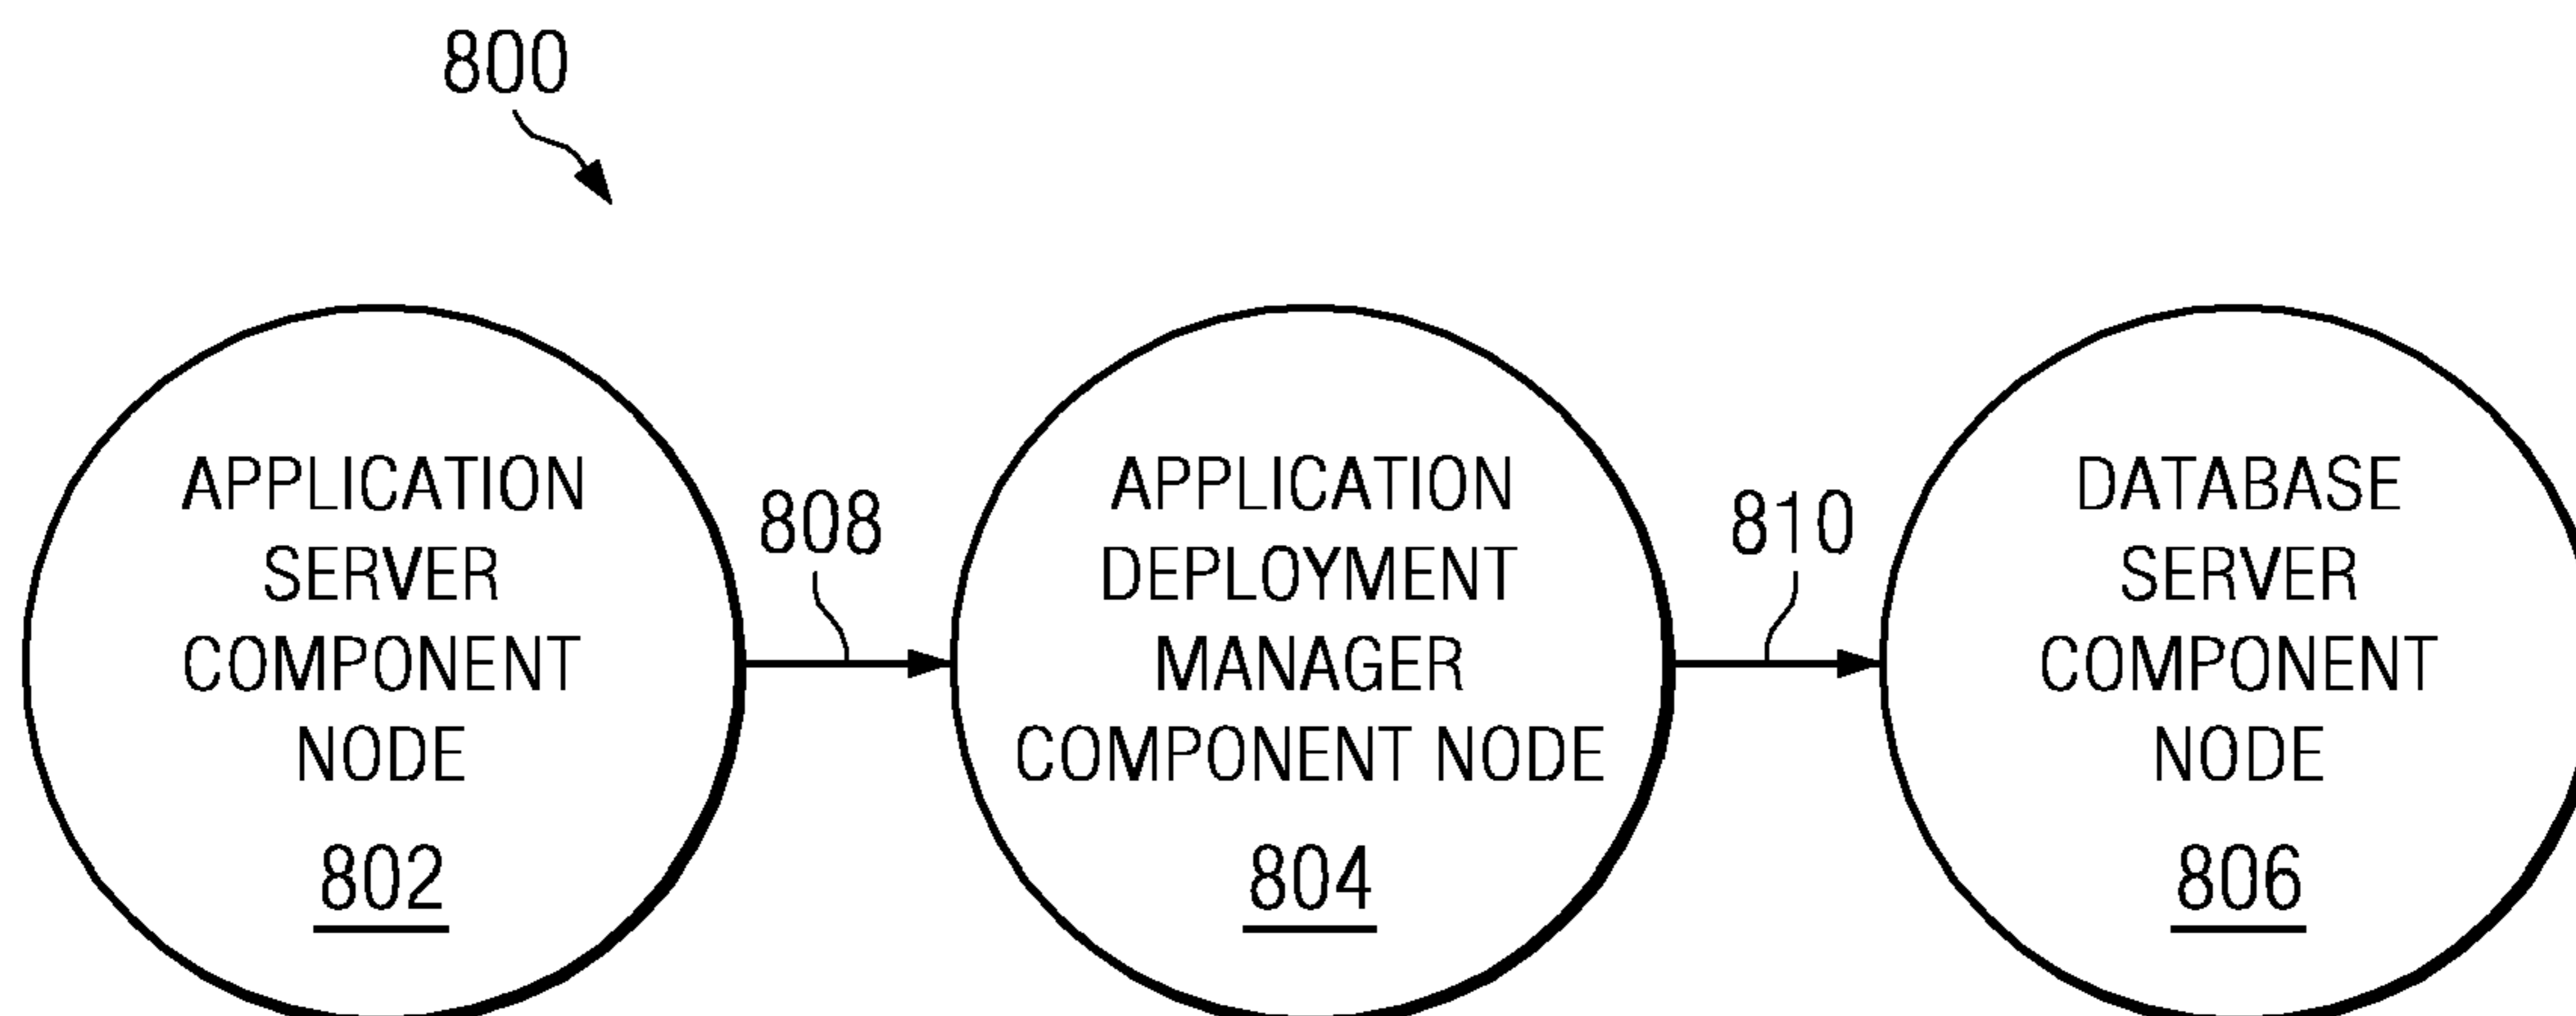 800
APPLICATION
SERVER
COMPONENT
NODE
802
808
APPLICATION
DEPLOYMENT
MANAGER
COMPONENT NODE
804
810
DATABASE
SERVER
COMPONENT
NODE
806